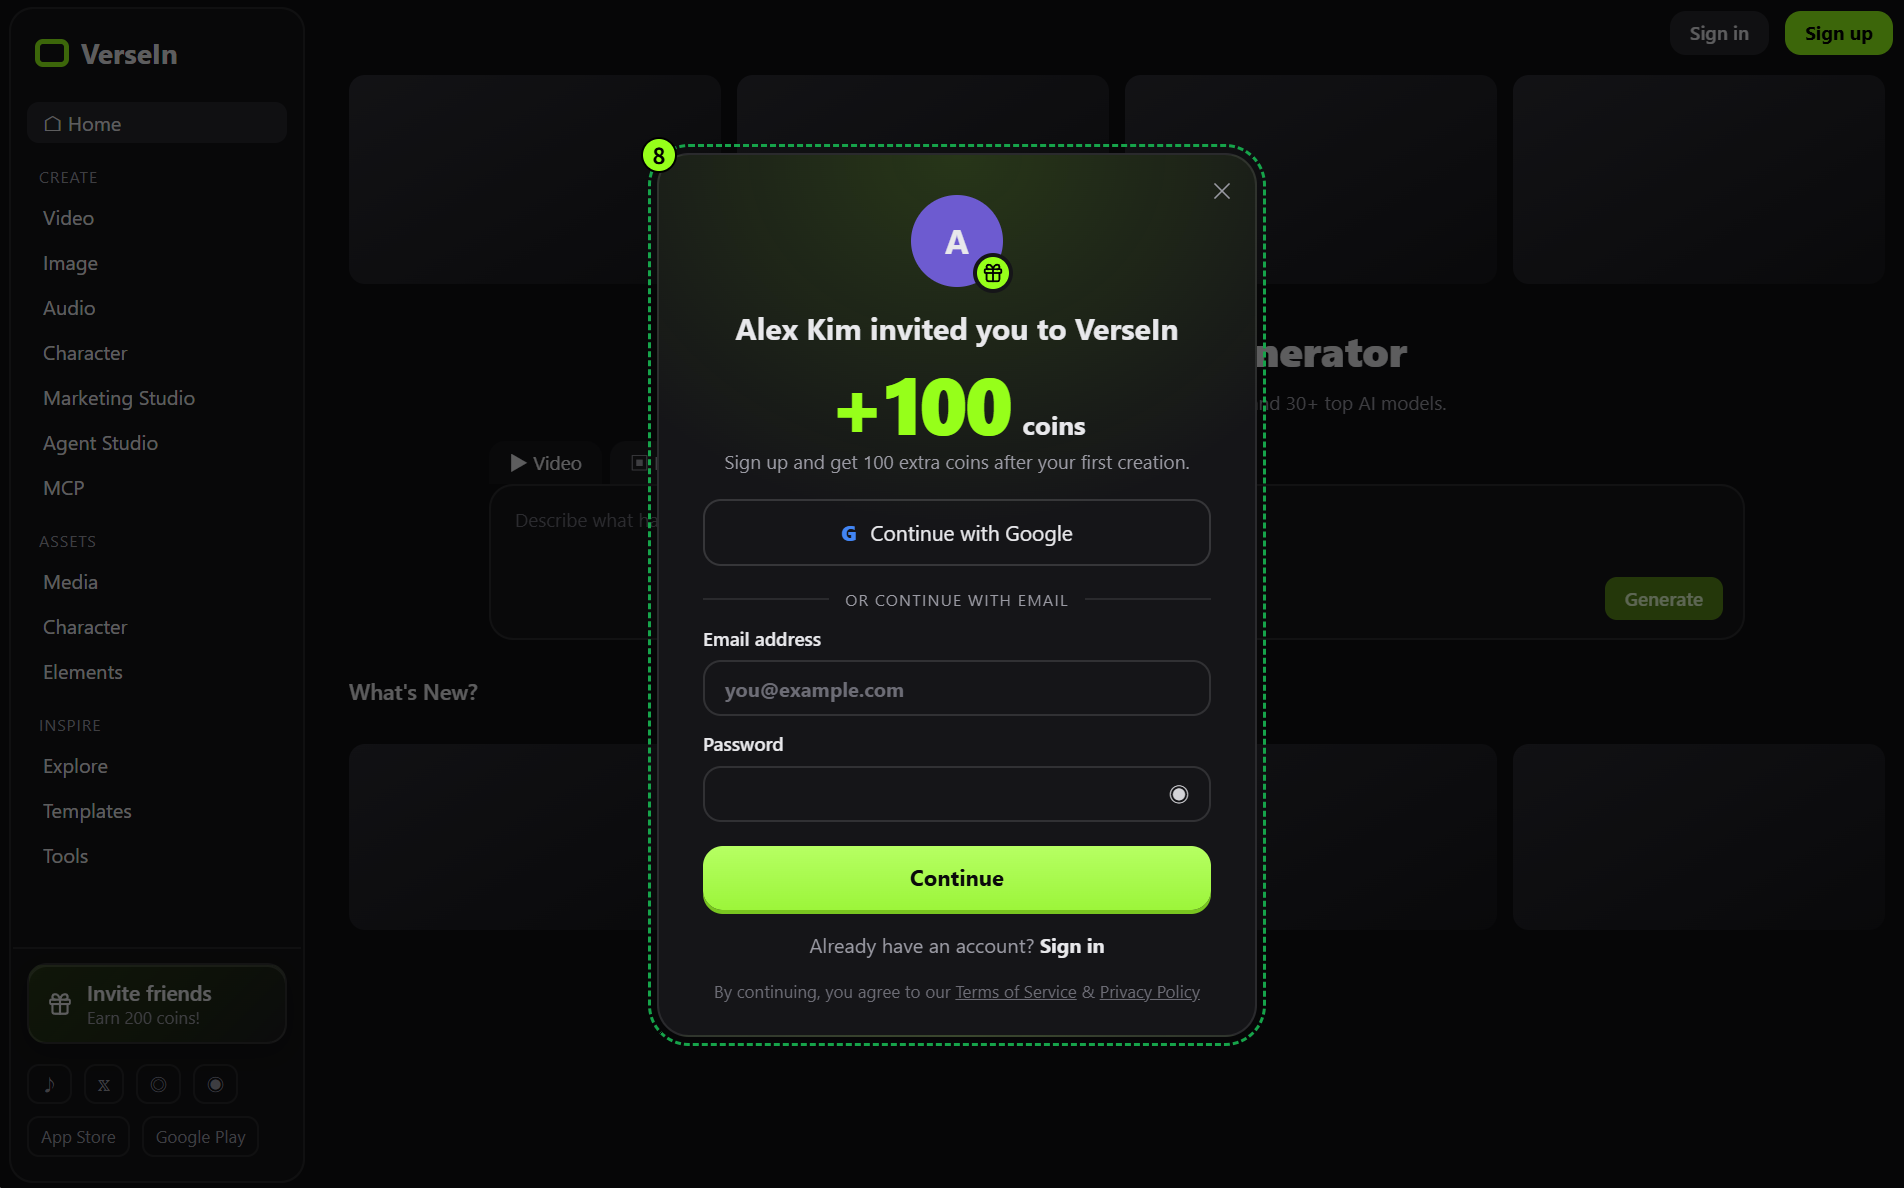 VerseIn
Sign in
Sign up
Home
CREATE
Video
Image
Audio
Character
Marketing Studio
Agent Studio
MCP
ASSETS
Media
Character
Elements
INSPIRE
Explore
Templates
Tools
Invite friends
Earn 200 coins!
App Store
Google Play
nerator
nd 30+ top AI models.
Video
Describe what ha
Generate
What's New?
8
A
Alex Kim invited you to VerseIn
+100 coins
Sign up and get 100 extra coins after your first creation.
G Continue with Google
OR CONTINUE WITH EMAIL
Email address
you@example.com
Password
Continue
Already have an account? Sign in
By continuing, you agree to our Terms of Service & Privacy Policy